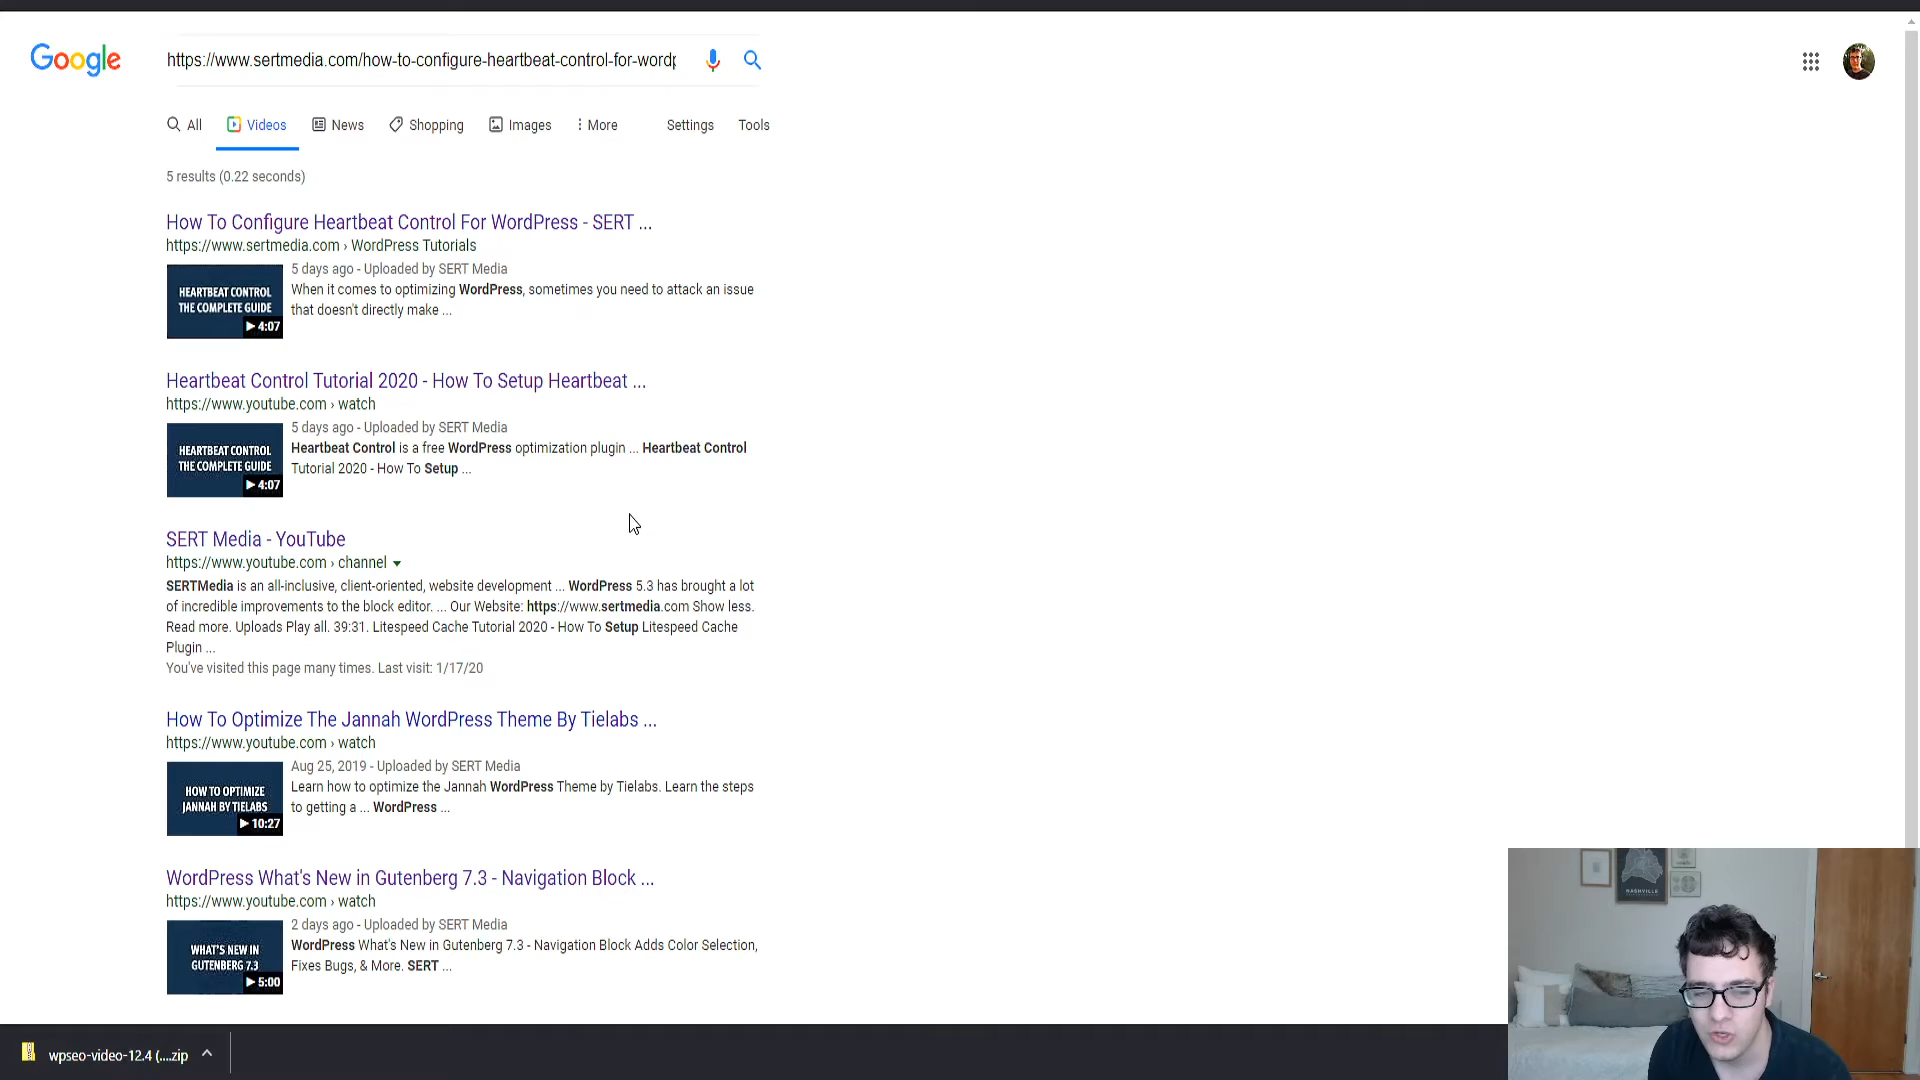 Google
https://www.sertmedia.com/how-to-configure-heartbeat-control-for-wordp
All
Videos
News
Shopping
Images
More
Settings
Tools
5 results (0.22 seconds)
How To Configure Heartbeat Control For WordPress - SERT ...
https://www.sertmedia.com › WordPress Tutorials
HEARTBEAT CONTROL
THE COMPLETE GUIDE
4:07
5 days ago - Uploaded by SERT Media
When it comes to optimizing WordPress, sometimes you need to attack an issue
that doesn't directly make ...
Heartbeat Control Tutorial 2020 - How To Setup Heartbeat ...
https://www.youtube.com › watch
HEARTBEAT CONTROL
THE COMPLETE GUIDE
4:07
5 days ago - Uploaded by SERT Media
Heartbeat Control is a free WordPress optimization plugin ... Heartbeat Control
Tutorial 2020 - How To Setup ...
SERT Media - YouTube
https://www.youtube.com › channel
SERTMedia is an all-inclusive, client-oriented, website development ... WordPress 5.3 has brought a lot
of incredible improvements to the block editor. ... Our Website: https://www.sertmedia.com Show less.
Read more. Uploads Play all. 39:31. Litespeed Cache Tutorial 2020 - How To Setup Litespeed Cache
Plugin ...
You've visited this page many times. Last visit: 1/17/20
How To Optimize The Jannah WordPress Theme By Tielabs ...
https://www.youtube.com › watch
HOW TO OPTIMIZE
JANNAH BY TIELABS
10:27
Aug 25, 2019 - Uploaded by SERT Media
Learn how to optimize the Jannah WordPress Theme by Tielabs. Learn the steps
to getting a ... WordPress ...
WordPress What's New in Gutenberg 7.3 - Navigation Block ...
https://www.youtube.com › watch
WHAT'S NEW IN
GUTENBERG 7.3
5:00
2 days ago - Uploaded by SERT Media
WordPress What's New in Gutenberg 7.3 - Navigation Block Adds Color Selection,
Fixes Bugs, & More. SERT ...
NASHVILLE
wpseo-video-12.4 (....zip